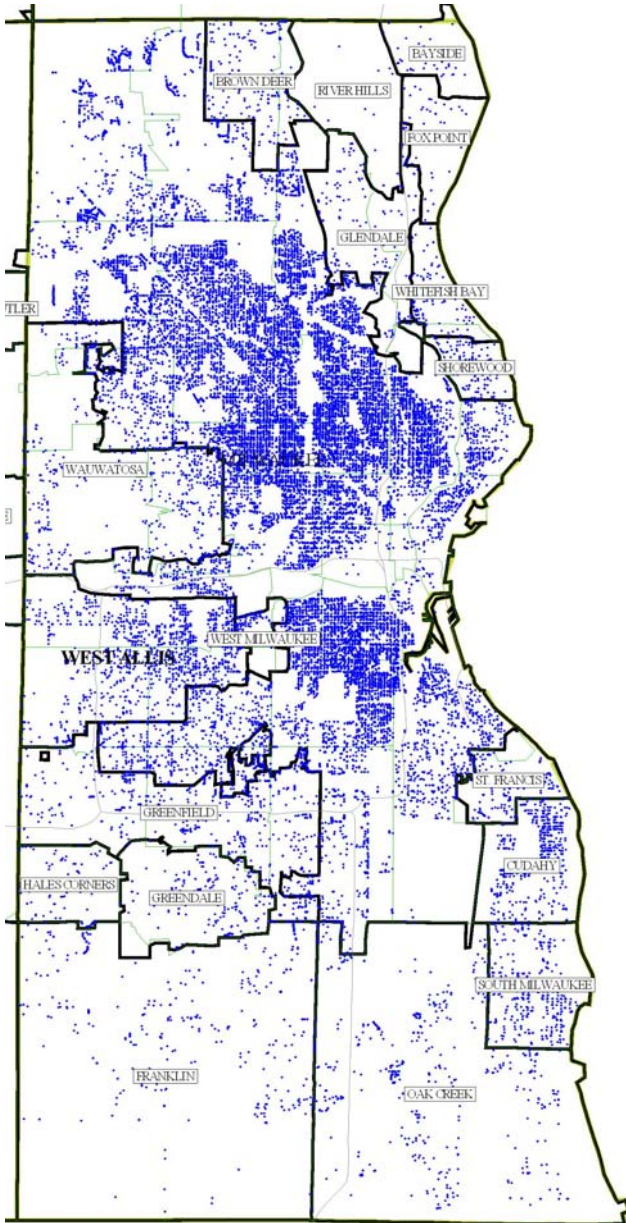 BAYSIDE
BROWN DEER
RIVER HILLS
FOX POINT
GLENDALE
WHITEFISH BAY
TLER
SHOREWOOD
WAUWATOSA
MILWAUKEE
WEST MILWAUKEE
WEST ALLIS
ST. FRANCIS
GREENFIELD
CUDAHY
HALES CORNERS
GREENDALE
SOUTH MILWAUKEE
FRANKLIN
OAK CREEK